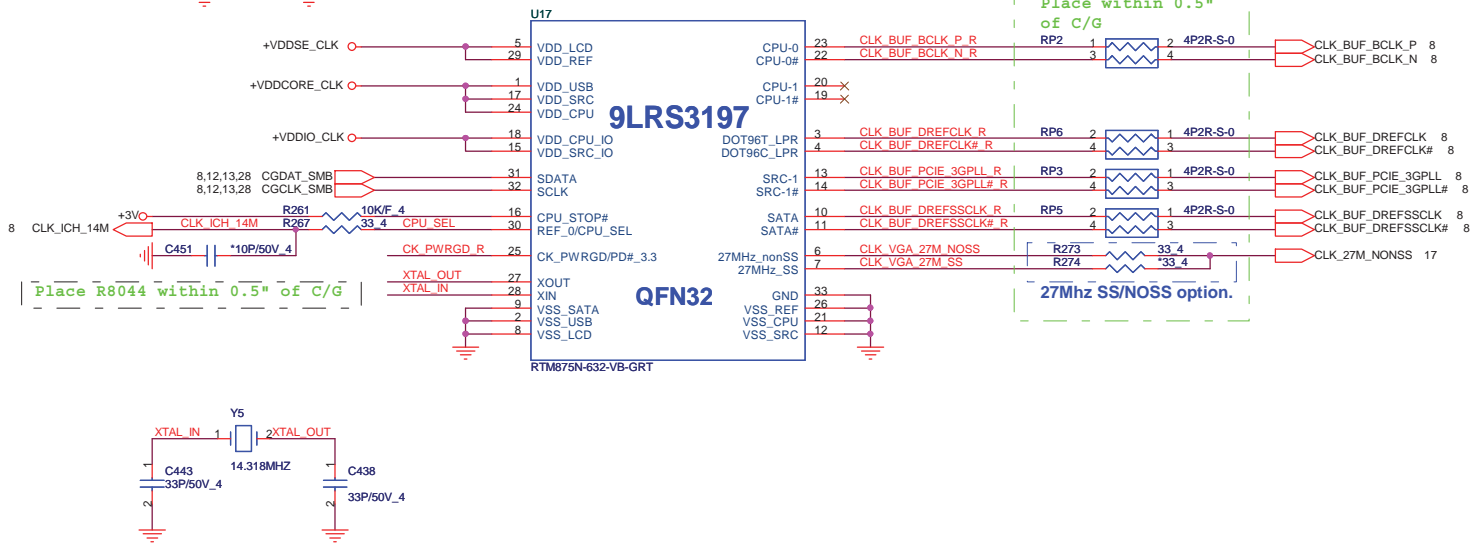 Place within 0.5"
of C/G
U17
+VDDSE_CLK
5 VDD_LCD
29 VDD_REF
+VDDCORE_CLK
1 VDD_USB
17 VDD_SRC
24 VDD_CPU
+VDDIO_CLK
18 VDD_CPU_IO
15 VDD_SRC_IO
8,12,13,28 CGDAT_SMB 31 SDATA
8,12,13,28 CGCLK_SMB 32 SCLK
+3V R261 10K/F_4 16 CPU_STOP#
8 CLK_ICH_14M CLK_ICH_14M R267 33_4 CPU_SEL 30 REF_0/CPU_SEL
C451 *10P/50V_4
CK_PWRGD_R 25 CK_PWRGD/PD#_3.3
XTAL_OUT 27 XOUT
XTAL_IN 28 XIN
9 VSS_SATA
2 VSS_USB
8 VSS_LCD
Place R8044 within 0.5" of C/G
9LRS3197
QFN32
RTM875N-632-VB-GRT
CPU-0 23 CLK_BUF_BCLK_P_R RP2 1 2 4P2R-S-0 CLK_BUF_BCLK_P 8
CPU-0# 22 CLK_BUF_BCLK_N_R 3 4 CLK_BUF_BCLK_N 8
CPU-1 20
CPU-1# 19
DOT96T_LPR 3 CLK_BUF_DREFCLK_R RP6 2 1 4P2R-S-0 CLK_BUF_DREFCLK 8
DOT96C_LPR 4 CLK_BUF_DREFCLK#_R 4 3 CLK_BUF_DREFCLK# 8
SRC-1 13 CLK_BUF_PCIE_3GPLL_R RP3 2 1 4P2R-S-0 CLK_BUF_PCIE_3GPLL 8
SRC-1# 14 CLK_BUF_PCIE_3GPLL#_R 4 3 CLK_BUF_PCIE_3GPLL# 8
SATA 10 CLK_BUF_DREFSSCLK_R RP5 2 1 4P2R-S-0 CLK_BUF_DREFSSCLK 8
SATA# 11 CLK_BUF_DREFSSCLK#_R 4 3 CLK_BUF_DREFSSCLK# 8
27MHz_nonSS 6 CLK_VGA_27M_NOSS R273 33_4 CLK_27M_NONSS 17
27MHz_SS 7 CLK_VGA_27M_SS R274 *33_4
27Mhz SS/NOSS option.
GND 33
VSS_REF 26
VSS_CPU 21
VSS_SRC 12
Y5
XTAL_IN 1 2 XTAL_OUT
14.318MHZ
1 C443 33P/50V_4 2
1 C438 33P/50V_4 2